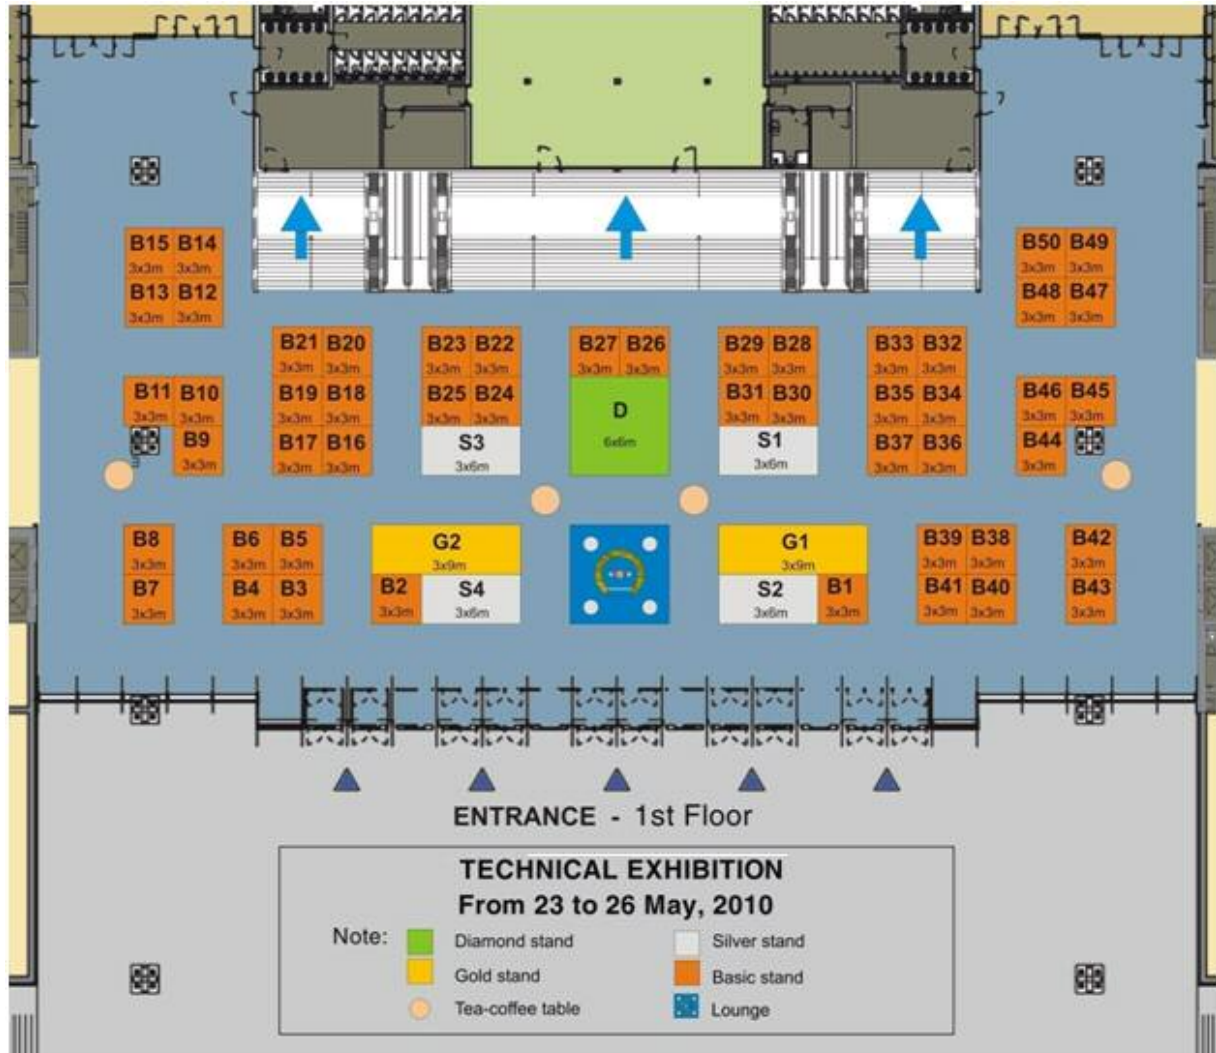 B15 B14
3x3m 3x3m
B13 B12
3x3m 3x3m
B50 B49
3x3m 3x3m
B48 B47
3x3m 3x3m
B21 B20
3x3m 3x3m
B19 B18
3x3m 3x3m
B17 B16
3x3m 3x3m
B23 B22
3x3m 3x3m
B25 B24
3x3m 3x3m
S3
3x6m
B27 B26
3x3m 3x3m
D
6x6m
B29 B28
3x3m 3x3m
B31 B30
3x3m 3x3m
S1
3x6m
B33 B32
3x3m 3x3m
B35 B34
3x3m 3x3m
B37 B36
3x3m 3x3m
B11 B10
3x3m 3x3m
B9
3x3m
B46 B45
3x3m 3x3m
B44
3x3m
B8
3x3m
B7
3x3m
B6 B5
3x3m 3x3m
B4 B3
3x3m 3x3m
G2
3x9m
B2 S4
3x3m 3x6m
G1
3x9m
S2 B1
3x6m 3x3m
B39 B38
3x3m 3x3m
B41 B40
3x3m 3x3m
B42
3x3m
B43
3x3m
ENTRANCE - 1st Floor
TECHNICAL EXHIBITION
From 23 to 26 May, 2010
Note:
Diamond stand
Silver stand
Gold stand
Basic stand
Tea-coffee table
Lounge